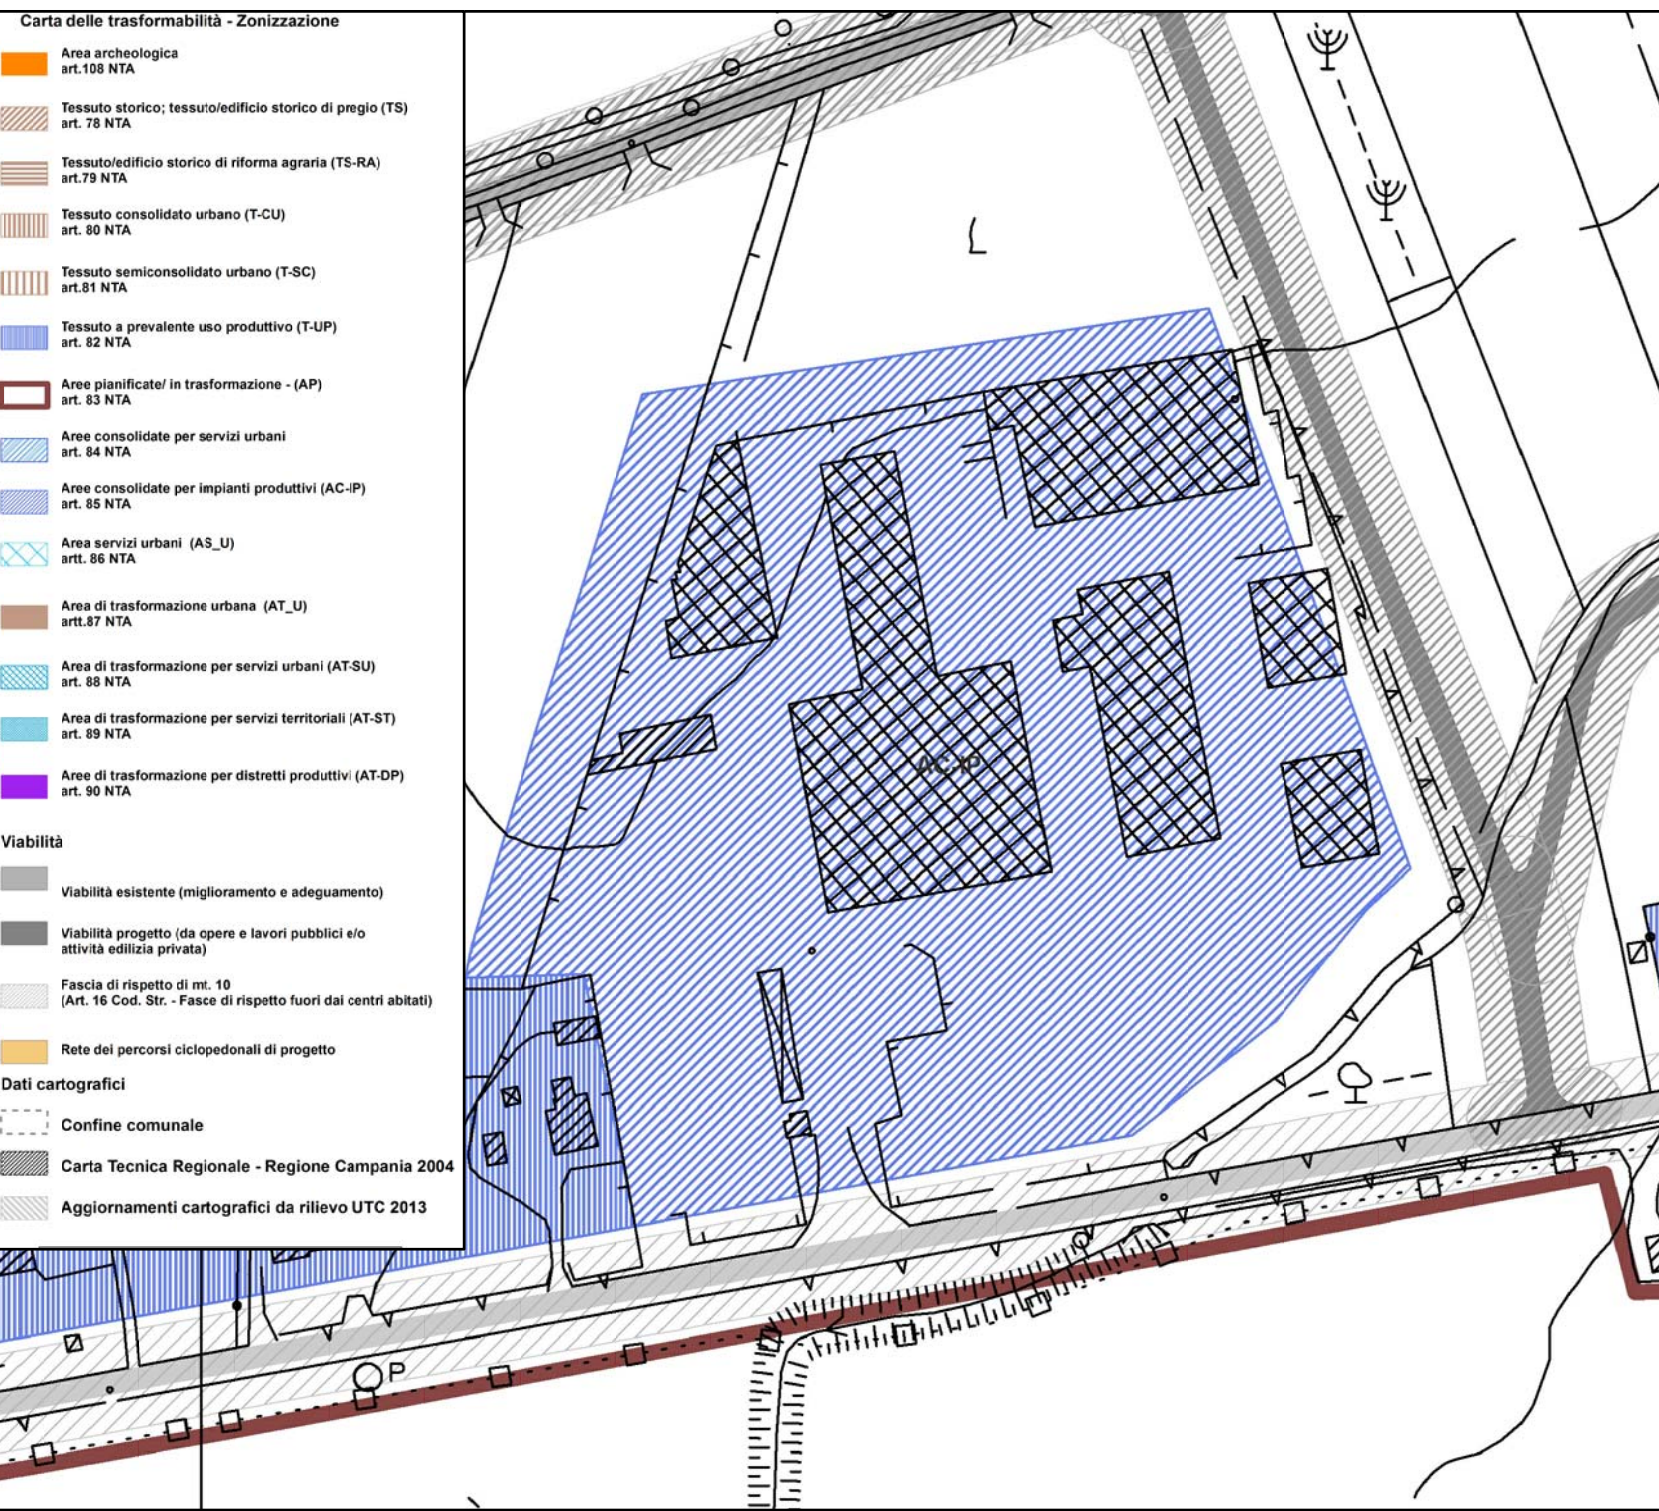 Carta delle trasformabilità - Zonizzazione
Area archeologica
art.108 NTA
Tessuto storico; tessuto/edificio storico di pregio (TS)
art. 78 NTA
Tessuto/edificio storico di riforma agraria (TS-RA)
art.79 NTA
Tessuto consolidato urbano (T-CU)
art. 80 NTA
Tessuto semiconsolidato urbano (T-SC)
art.81 NTA
Tessuto a prevalente uso produttivo (T-UP)
art. 82 NTA
Aree pianificate/ in trasformazione - (AP)
art. 83 NTA
Aree consolidate per servizi urbani
art. 84 NTA
Aree consolidate per impianti produttivi (AC-IP)
art. 85 NTA
Area servizi urbani (AS_U)
artt. 86 NTA
Area di trasformazione urbana (AT_U)
artt.87 NTA
Area di trasformazione per servizi urbani (AT-SU)
art. 88 NTA
Area di trasformazione per servizi territoriali (AT-ST)
art. 89 NTA
Aree di trasformazione per distretti produttivi (AT-DP)
art. 90 NTA
Viabilità
Viabilità esistente (miglioramento e adeguamento)
Viabilità progetto (da opere e lavori pubblici e/o
attività edilizia privata)
Fascia di rispetto di mt. 10
(Art. 16 Cod. Str. - Fasce di rispetto fuori dai centri abitati)
Rete dei percorsi ciclopedonali di progetto
Dati cartografici
Confine comunale
Carta Tecnica Regionale - Regione Campania 2004
Aggiornamenti cartografici da rilievo UTC 2013
AC-IP
P